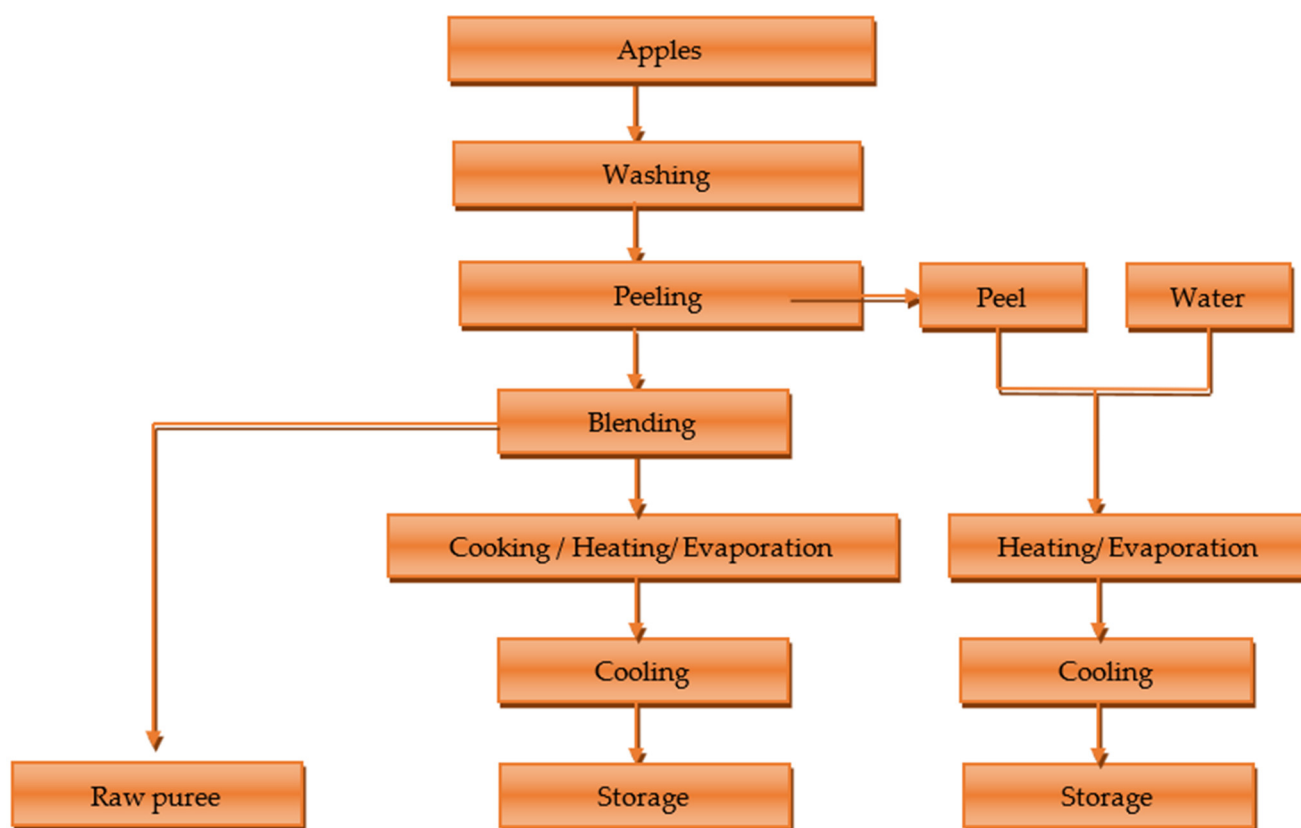 Apples
Washing
Peeling
Peel
Water
Blending
Cooking / Heating/ Evaporation
Heating/ Evaporation
Cooling
Cooling
Raw puree
Storage
Storage